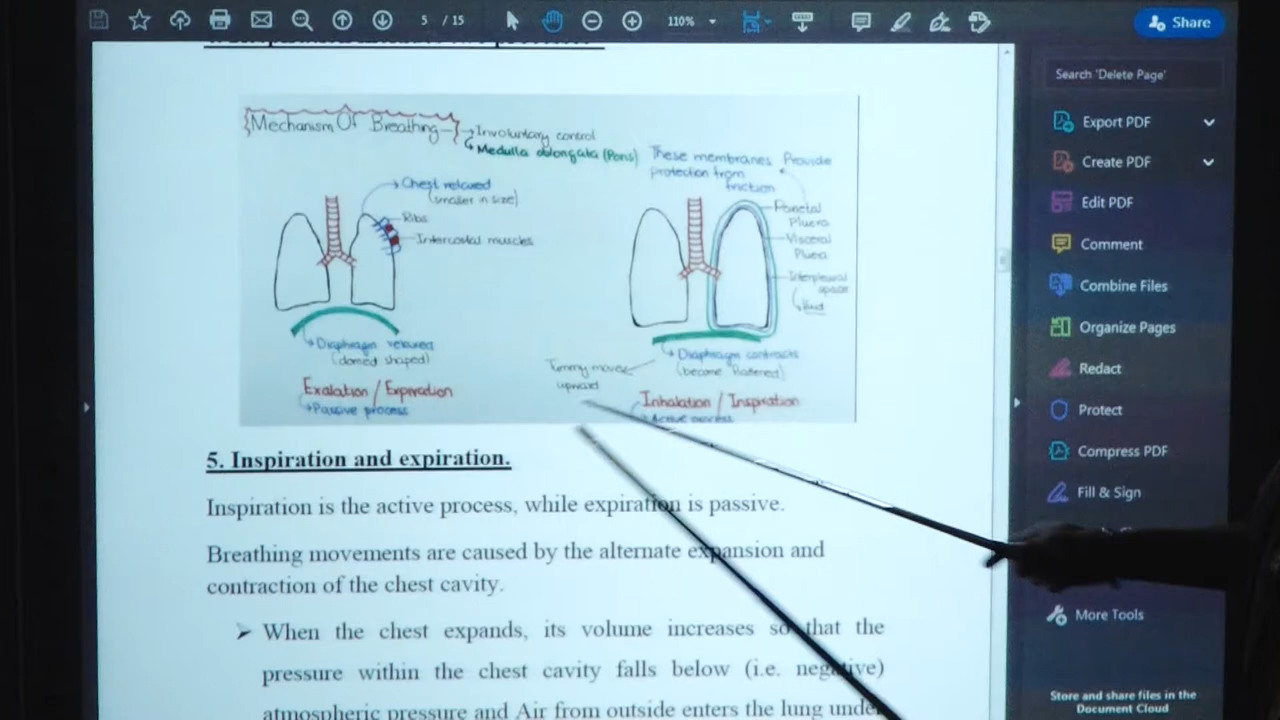 5 / 15
110%
Share
Search 'Delete Page'
Export PDF
Create PDF
Edit PDF
Comment
Combine Files
Organize Pages
Redact
Protect
Compress PDF
Fill & Sign
More Tools
Store and share files in the
Document Cloud
Mechanism Of Breathing
Involuntary control
Medulla oblongata (Pons)
Chest relaxed
(smaller in size)
Ribs
Intercostal muscles
Diaphragm relaxed
(domed shaped)
Exalation / Expiration
Passive process
These membranes Provide
protection from
friction
Parietal
Pluera
Visceral
Pluera
Interpleural
space
fluid
Diaphragm contracts
(become flattened)
Tummy moves
upward
Inhalation / Inspiration
Active process
5. Inspiration and expiration.
Inspiration is the active process, while expiration is passive.
Breathing movements are caused by the alternate expansion and
contraction of the chest cavity.
➤ When the chest expands, its volume increases so that the
pressure within the chest cavity falls below (i.e. negative)
atmospheric pressure and Air from outside enters the lung under